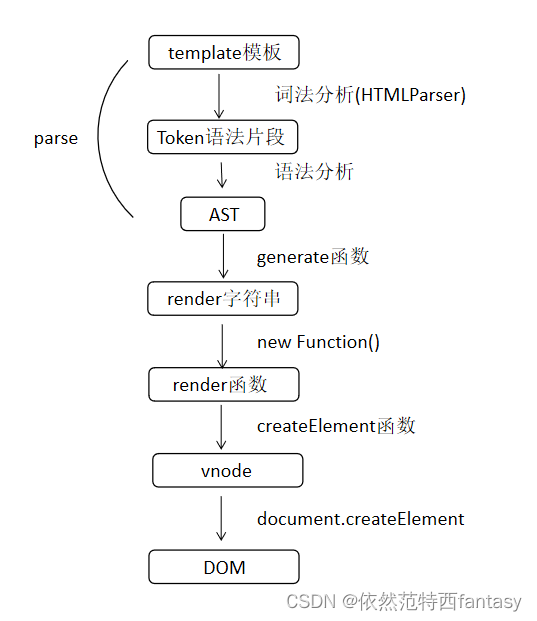 template模板
词法分析(HTMLParser)
parse
Token语法片段
语法分析
AST
generate函数
render字符串
new Function()
render函数
createElement函数
vnode
document.createElement
DOM
CSDN @依然范特西fantasy